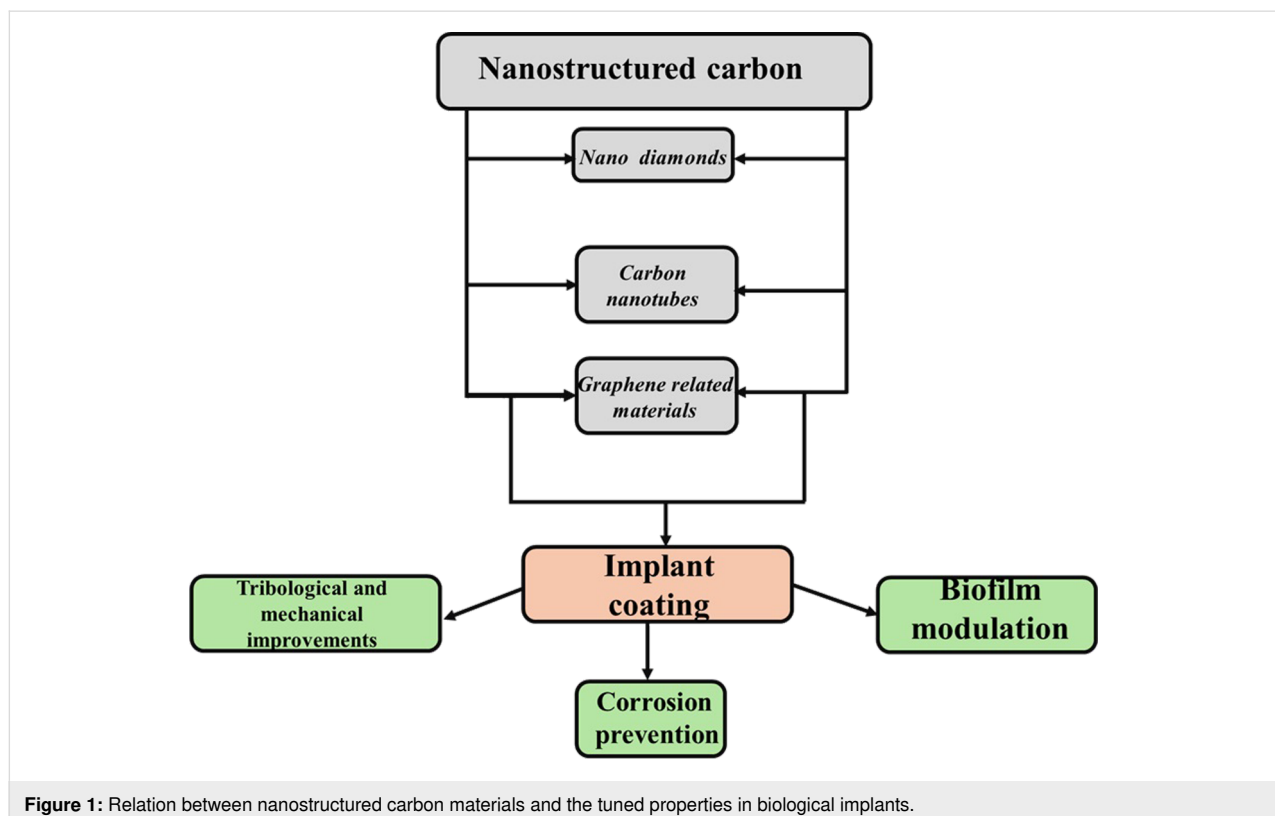 Nanostructured carbon
Nano diamonds
Carbon
nanotubes
Graphene related
materials
Implant
coating
Tribological and
mechanical
improvements
Biofilm
modulation
Corrosion
prevention
Figure 1: Relation between nanostructured carbon materials and the tuned properties in biological implants.